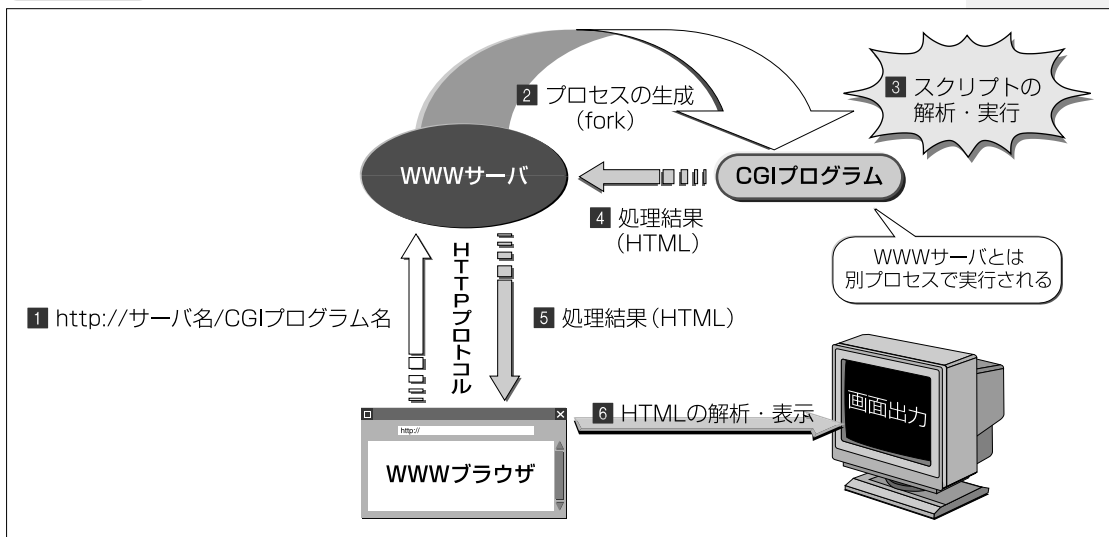 2 プロセスの生成
(fork)
3 スクリプトの
解析・実行
WWWサーバ
CGIプログラム
4 処理結果
(HTML)
WWWサーバとは
別プロセスで実行される
HTTPプロトコル
1 http://サーバ名/CGIプログラム名
5 処理結果(HTML)
6 HTMLの解析・表示
画面出力
http://
WWWブラウザ